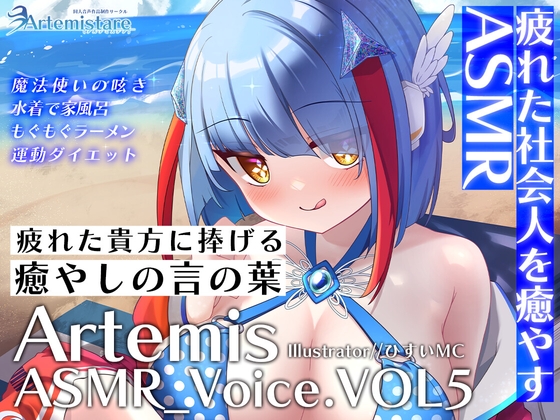 同人音声作品制作サークル
Artemistare
魔法使いの呟き
水着で家風呂
もぐもぐラーメン
運動ダイエット
疲れた社会人を癒やす
ASMR
疲れた貴方に捧げる
癒やしの言の葉
Artemis
Illustrator//ひすいMC
ASMR_Voice.VOL5